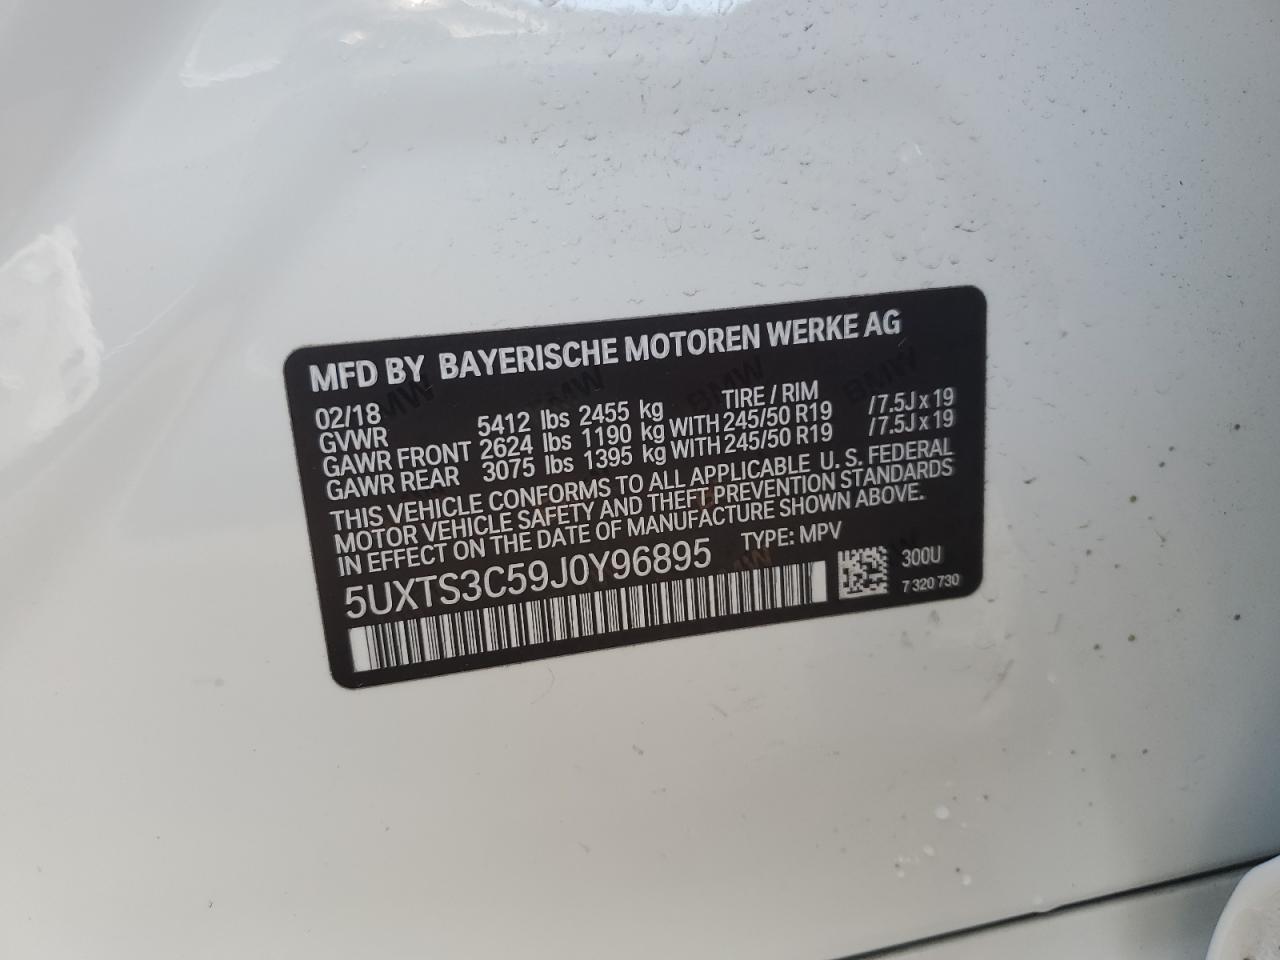 MFD BY BAYERISCHE MOTOREN WERKE AG
02/18 TIRE / RIM
GVWR 5412 lbs 2455 kg
GAWR FRONT 2624 lbs 1190 kg WITH 245/50 R19 /7.5J x 19
GAWR REAR 3075 lbs 1395 kg WITH 245/50 R19 /7.5J x 19
THIS VEHICLE CONFORMS TO ALL APPLICABLE U. S. FEDERAL
MOTOR VEHICLE SAFETY AND THEFT PREVENTION STANDARDS
IN EFFECT ON THE DATE OF MANUFACTURE SHOWN ABOVE.
5UXTS3C59J0Y96895 TYPE: MPV
300U
7 320 730